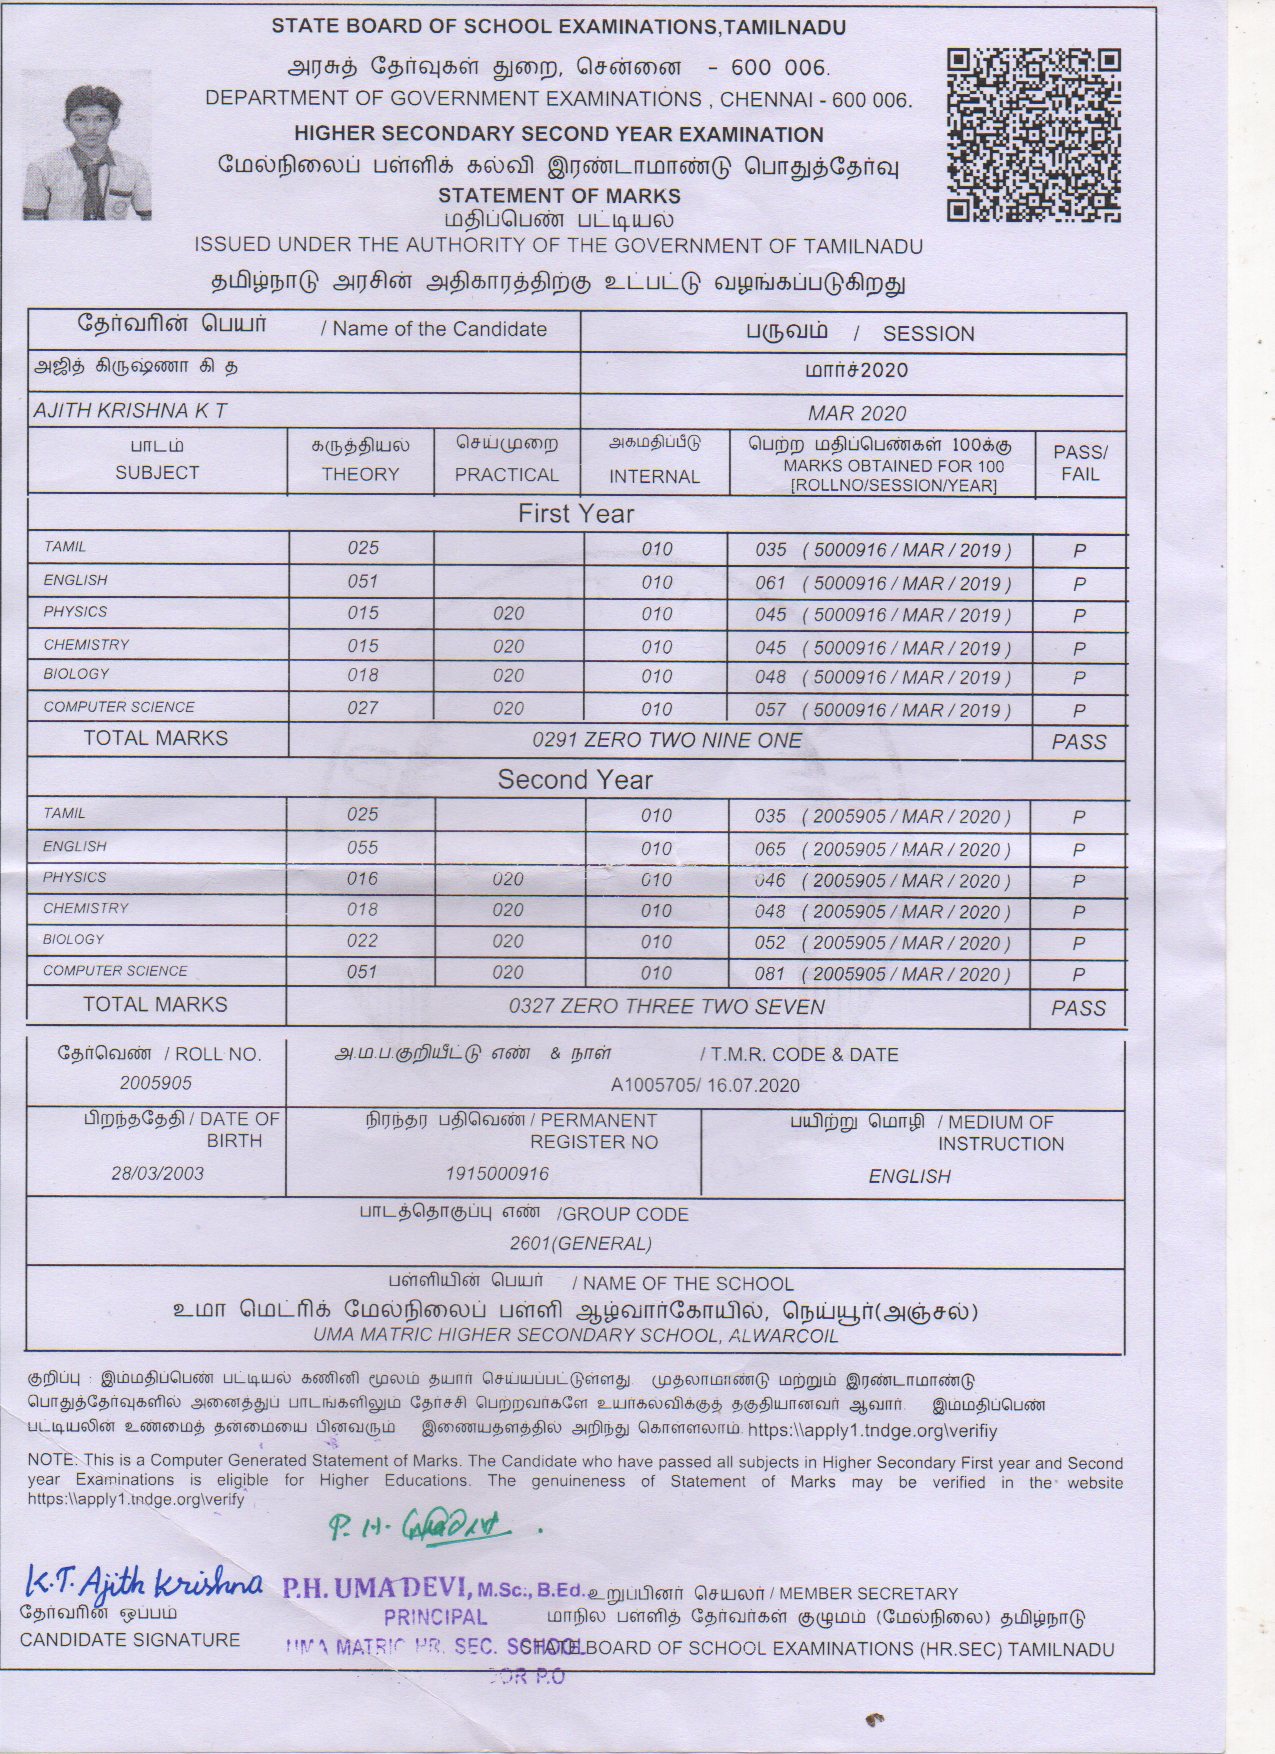 STATE BOARD OF SCHOOL EXAMINATIONS,TAMILNADU
அரசுத் தேர்வுகள் துறை, சென்னை - 600 006.
DEPARTMENT OF GOVERNMENT EXAMINATIONS , CHENNAI - 600 006.
HIGHER SECONDARY SECOND YEAR EXAMINATION
மேல்நிலைப் பள்ளிக் கல்வி இரண்டாமாண்டு பொதுத்தேர்வு
STATEMENT OF MARKS
மதிப்பெண் பட்டியல்
ISSUED UNDER THE AUTHORITY OF THE GOVERNMENT OF TAMILNADU
தமிழ்நாடு அரசின் அதிகாரத்திற்கு உட்பட்டு வழங்கப்படுகிறது
தேர்வரின் பெயர் / Name of the Candidate பருவம் / SESSION
அஜித் கிருஷ்ணா கி த மார்ச்2020
AJITH KRISHNA K T MAR 2020
பாடம் கருத்தியல் செய்முறை அகமதிப்பீடு பெற்ற மதிப்பெண்கள் 100க்கு PASS/
SUBJECT THEORY PRACTICAL INTERNAL MARKS OBTAINED FOR 100 FAIL
[ROLLNO/SESSION/YEAR]
First Year
TAMIL 025 010 035 ( 5000916 / MAR / 2019 ) P
ENGLISH 051 010 061 ( 5000916 / MAR / 2019 ) P
PHYSICS 015 020 010 045 ( 5000916 / MAR / 2019 ) P
CHEMISTRY 015 020 010 045 ( 5000916 / MAR / 2019 ) P
BIOLOGY 018 020 010 048 ( 5000916 / MAR / 2019 ) P
COMPUTER SCIENCE 027 020 010 057 ( 5000916 / MAR / 2019 ) P
TOTAL MARKS 0291 ZERO TWO NINE ONE PASS
Second Year
TAMIL 025 010 035 ( 2005905 / MAR / 2020 ) P
ENGLISH 055 010 065 ( 2005905 / MAR / 2020 ) P
PHYSICS 016 020 010 046 ( 2005905 / MAR / 2020 ) P
CHEMISTRY 018 020 010 048 ( 2005905 / MAR / 2020 ) P
BIOLOGY 022 020 010 052 ( 2005905 / MAR / 2020 ) P
COMPUTER SCIENCE 051 020 010 081 ( 2005905 / MAR / 2020 ) P
TOTAL MARKS 0327 ZERO THREE TWO SEVEN PASS
தேர்வெண் / ROLL NO. அ.ம.ப.குறியீட்டு எண் & நாள் / T.M.R. CODE & DATE
2005905 A1005705/ 16.07.2020
பிறந்ததேதி / DATE OF நிரந்தர பதிவெண் / PERMANENT பயிற்று மொழி / MEDIUM OF
BIRTH REGISTER NO INSTRUCTION
28/03/2003 1915000916 ENGLISH
பாடத்தொகுப்பு எண் /GROUP CODE
2601(GENERAL)
பள்ளியின் பெயர் / NAME OF THE SCHOOL
உமா மெட்ரிக் மேல்நிலைப் பள்ளி ஆழ்வார்கோயில், நெய்யூர்(அஞ்சல்)
UMA MATRIC HIGHER SECONDARY SCHOOL, ALWARCOIL
குறிப்பு : இம்மதிப்பெண் பட்டியல் கணினி மூலம் தயார் செய்யப்பட்டுள்ளது. முதலாமாண்டு மற்றும் இரண்டாமாண்டு
பொதுத்தேர்வுகளில் அனைத்துப் பாடங்களிலும் தேர்ச்சி பெற்றவர்களே உயர்கல்விக்குத் தகுதியானவர் ஆவார். இம்மதிப்பெண்
பட்டியலின் உண்மைத் தன்மையை பின்வரும் இணையதளத்தில் அறிந்து கொள்ளலாம். https:\\apply1.tndge.org\verifiy
NOTE: This is a Computer Generated Statement of Marks. The Candidate who have passed all subjects in Higher Secondary First year and Second
year Examinations is eligible for Higher Educations. The genuineness of Statement of Marks may be verified in the website
https:\\apply1.tndge.org\verify
P. H.
K.T. Ajith Krishna P.H. UMA DEVI, M.Sc., B.Ed. உறுப்பினர் செயலர் / MEMBER SECRETARY
தேர்வரின் ஒப்பம் PRINCIPAL மாநில பள்ளித் தேர்வர்கள் குழுமம் (மேல்நிலை) தமிழ்நாடு
CANDIDATE SIGNATURE UMA MATRIC HR. SEC. SCHOOL STATE BOARD OF SCHOOL EXAMINATIONS (HR.SEC) TAMILNADU
P.O